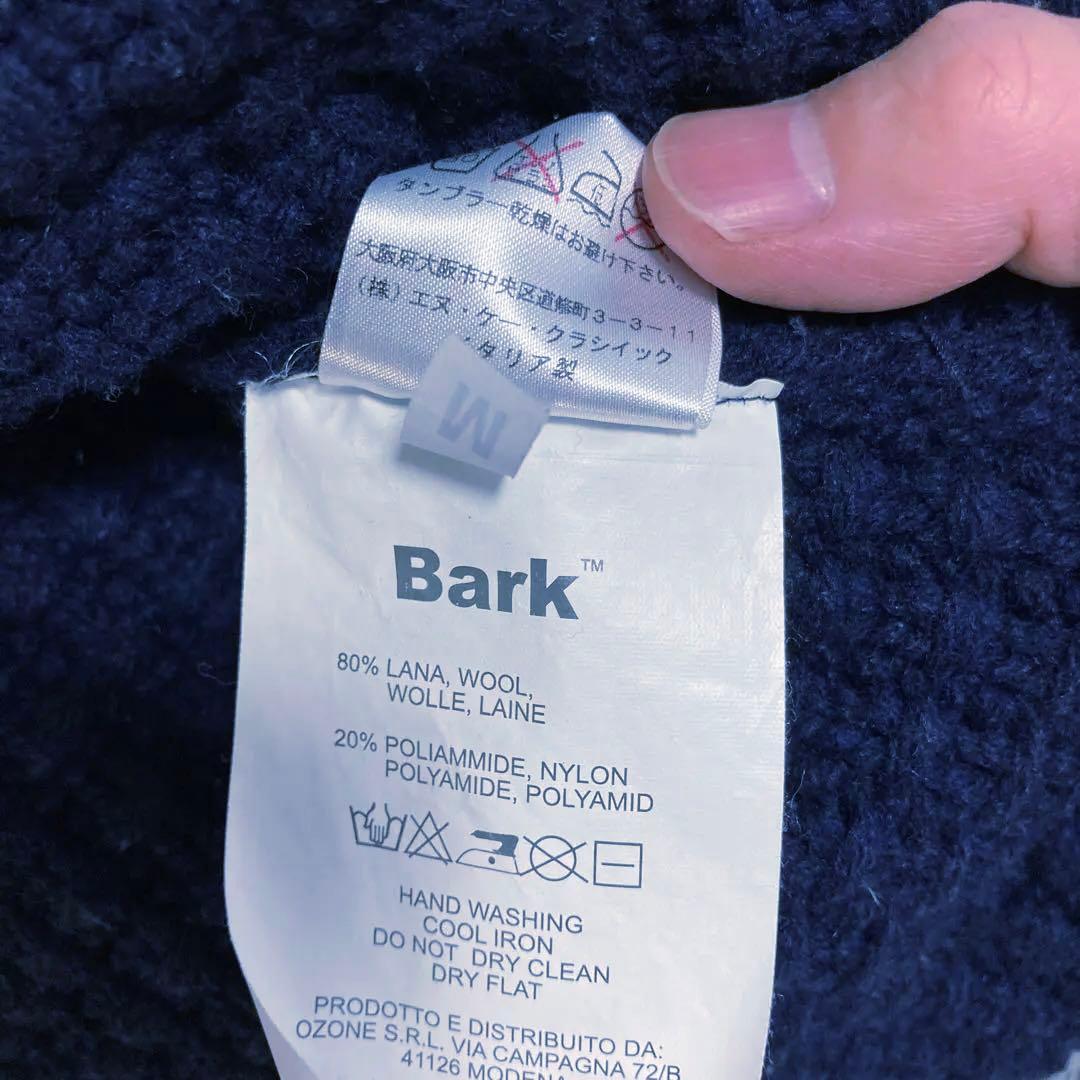 タンブラー乾燥はお避け下さい。
大阪府大阪市中央区道修町3-3-11
(株)エヌ・ケー・クラシイック
タリア製
M
Bark™
80% LANA, WOOL,
WOLLE, LAINE
20% POLIAMMIDE, NYLON
POLYAMIDE, POLYAMID
HAND WASHING
COOL IRON
DO NOT DRY CLEAN
DRY FLAT
PRODOTTO E DISTRIBUITO DA:
OZONE S.R.L. VIA CAMPAGNA 72/B
41126 MODENA